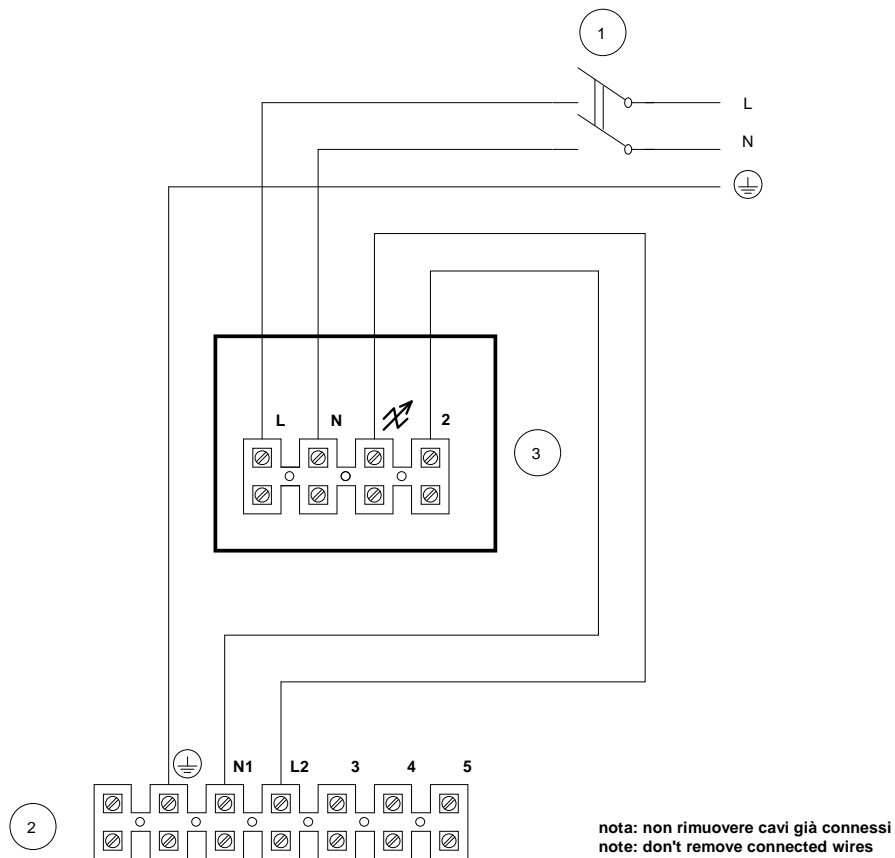 1
L
N
L N 2
3
N1 L2 3 4 5
2
nota: non rimuovere cavi già connessi
note: don't remove connected wires